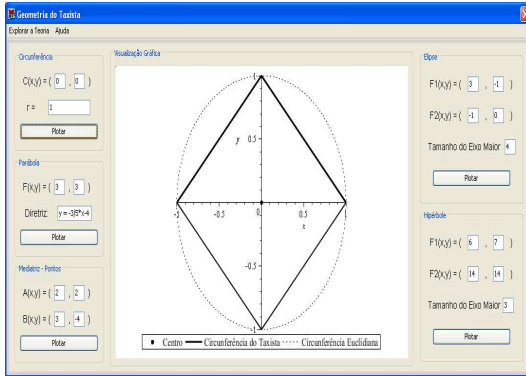 Geometria do Taxista
Explorar a Teoria Ajuda
Circunferência
C(x,y) = ( 0 , 0 )
r = 1
Plotar
Parábola
F(x,y) = ( 3 , 3 )
Diretriz: y = -3/5*x-4
Plotar
Mediatriz - Pontos
A(x,y) = ( 2 , 2 )
B(x,y) = ( 3 , -4 )
Plotar
Visualização Gráfica
1
y 0.5
-1 -0.5 0 0.5 1
x
-0.5
-1
Centro Circunferência do Taxista Circunferência Euclidiana
Elipse
F1(x,y) = ( 3 , -1 )
F2(x,y) = ( -1 , 0 )
Tamanho do Eixo Maior 4
Plotar
Hipérbole
F1(x,y) = ( 6 , 7 )
F2(x,y) = ( 14 , 14 )
Tamanho do Eixo Maior 3
Plotar